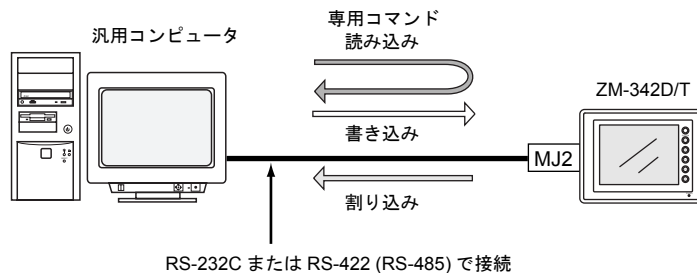 専用コマンド
読み込み
汎用コンピュータ
ZM-342D/T
書き込み
MJ2
割り込み
RS-232C または RS-422 (RS-485) で接続